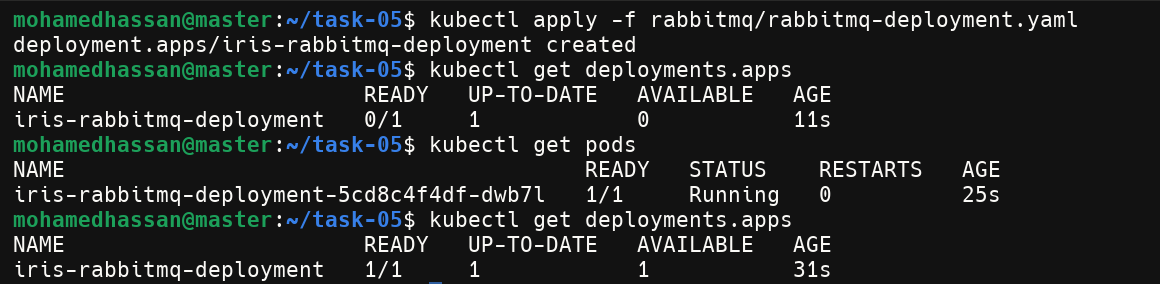 mohamedhassan@master:~/task-05$ kubectl apply -f rabbitmq/rabbitmq-deployment.yaml
deployment.apps/iris-rabbitmq-deployment created
mohamedhassan@master:~/task-05$ kubectl get deployments.apps
NAME                       READY   UP-TO-DATE   AVAILABLE   AGE
iris-rabbitmq-deployment   0/1     1            0           11s
mohamedhassan@master:~/task-05$ kubectl get pods
NAME                                        READY   STATUS    RESTARTS   AGE
iris-rabbitmq-deployment-5cd8c4f4df-dwb7l   1/1     Running   0          25s
mohamedhassan@master:~/task-05$ kubectl get deployments.apps
NAME                       READY   UP-TO-DATE   AVAILABLE   AGE
iris-rabbitmq-deployment   1/1     1            1           31s